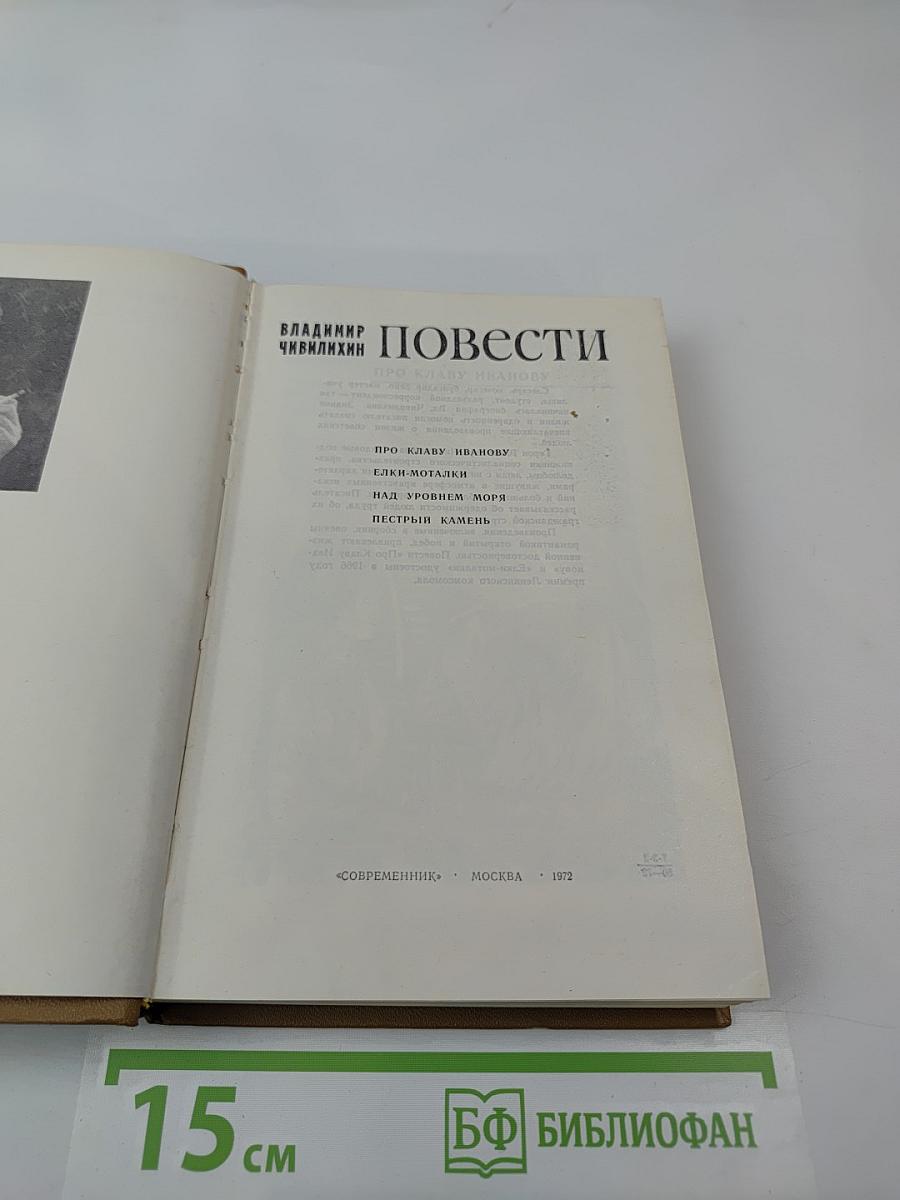 ВЛАДИМИР
ЧИВИЛИХИН
ПОВЕСТИ
ПРО КЛАВУ ИВАНОВУ
ЕЛКИ-МОТАЛКИ
НАД УРОВНЕМ МОРЯ
ПЕСТРЫЙ КАМЕНЬ
«СОВРЕМЕННИК» · МОСКВА · 1972
15 см
БФ БИБЛИОФАН